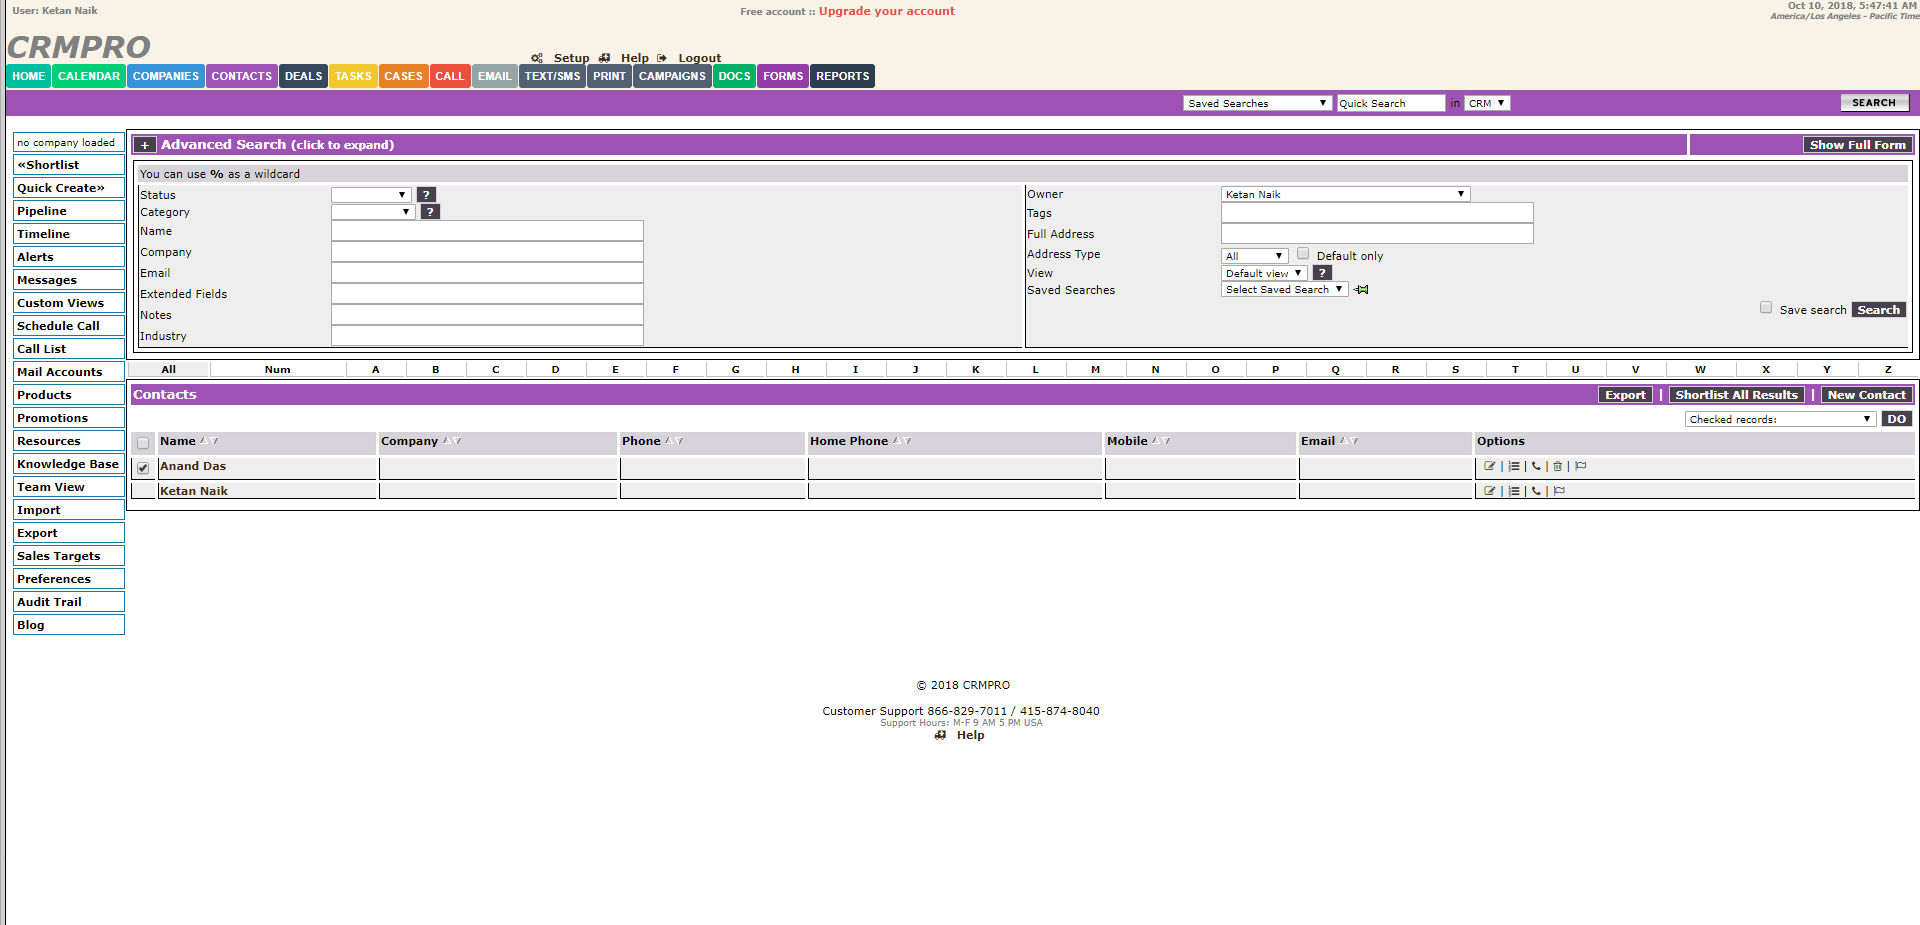 User: Ketan Naik
Free account :: Upgrade your account
Oct 10, 2018, 5:47:41 AM
America/Los Angeles - Pacific Time
CRMPRO
Setup Help Logout
HOME CALENDAR COMPANIES CONTACTS DEALS TASKS CASES CALL EMAIL TEXT/SMS PRINT CAMPAIGNS DOCS FORMS REPORTS
Saved Searches Quick Search in CRM SEARCH
no company loaded
«Shortlist
Quick Create»
Pipeline
Timeline
Alerts
Messages
Custom Views
Schedule Call
Call List
Mail Accounts
Products
Promotions
Resources
Knowledge Base
Team View
Import
Export
Sales Targets
Preferences
Audit Trail
Blog
+ Advanced Search (click to expand) Show Full Form
You can use % as a wildcard
Status ?
Category ?
Name
Company
Email
Extended Fields
Notes
Industry
Owner Ketan Naik
Tags
Full Address
Address Type All Default only
View Default view ?
Saved Searches Select Saved Search
Save search Search
All Num A B C D E F G H I J K L M N O P Q R S T U V W X Y Z
Contacts Export | Shortlist All Results | New Contact
Checked records: DO
Name Company Phone Home Phone Mobile Email Options
Anand Das | | | |
Ketan Naik | | |
© 2018 CRMPRO
Customer Support 866-829-7011 / 415-874-8040
Support Hours: M-F 9 AM 5 PM USA
Help